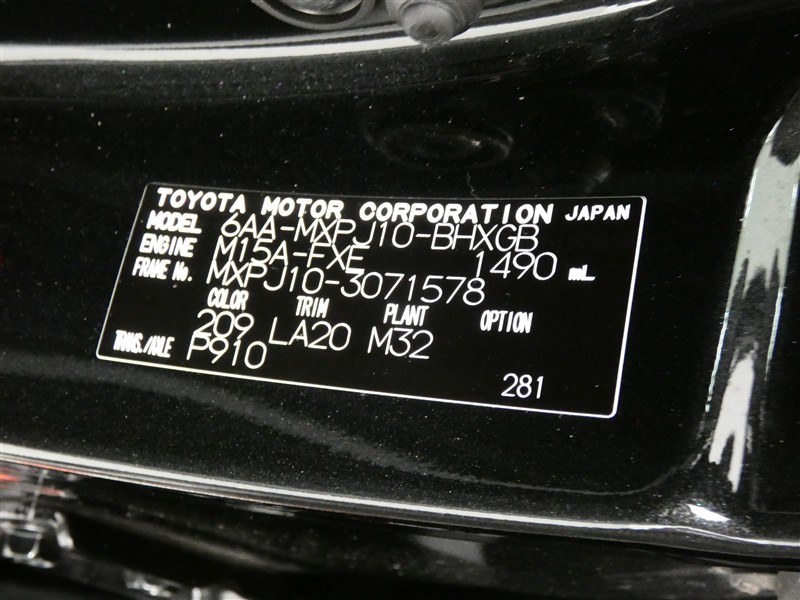 TOYOTA MOTOR CORPORATION JAPAN
MODEL 6AA-MXPJ10-BHXGB
ENGINE M15A-FXE 1490 mL
FRAME No. MXPJ10-3071578
COLOR TRIM PLANT OPTION
209 LA20 M32
TRANS./AXLE P910
281